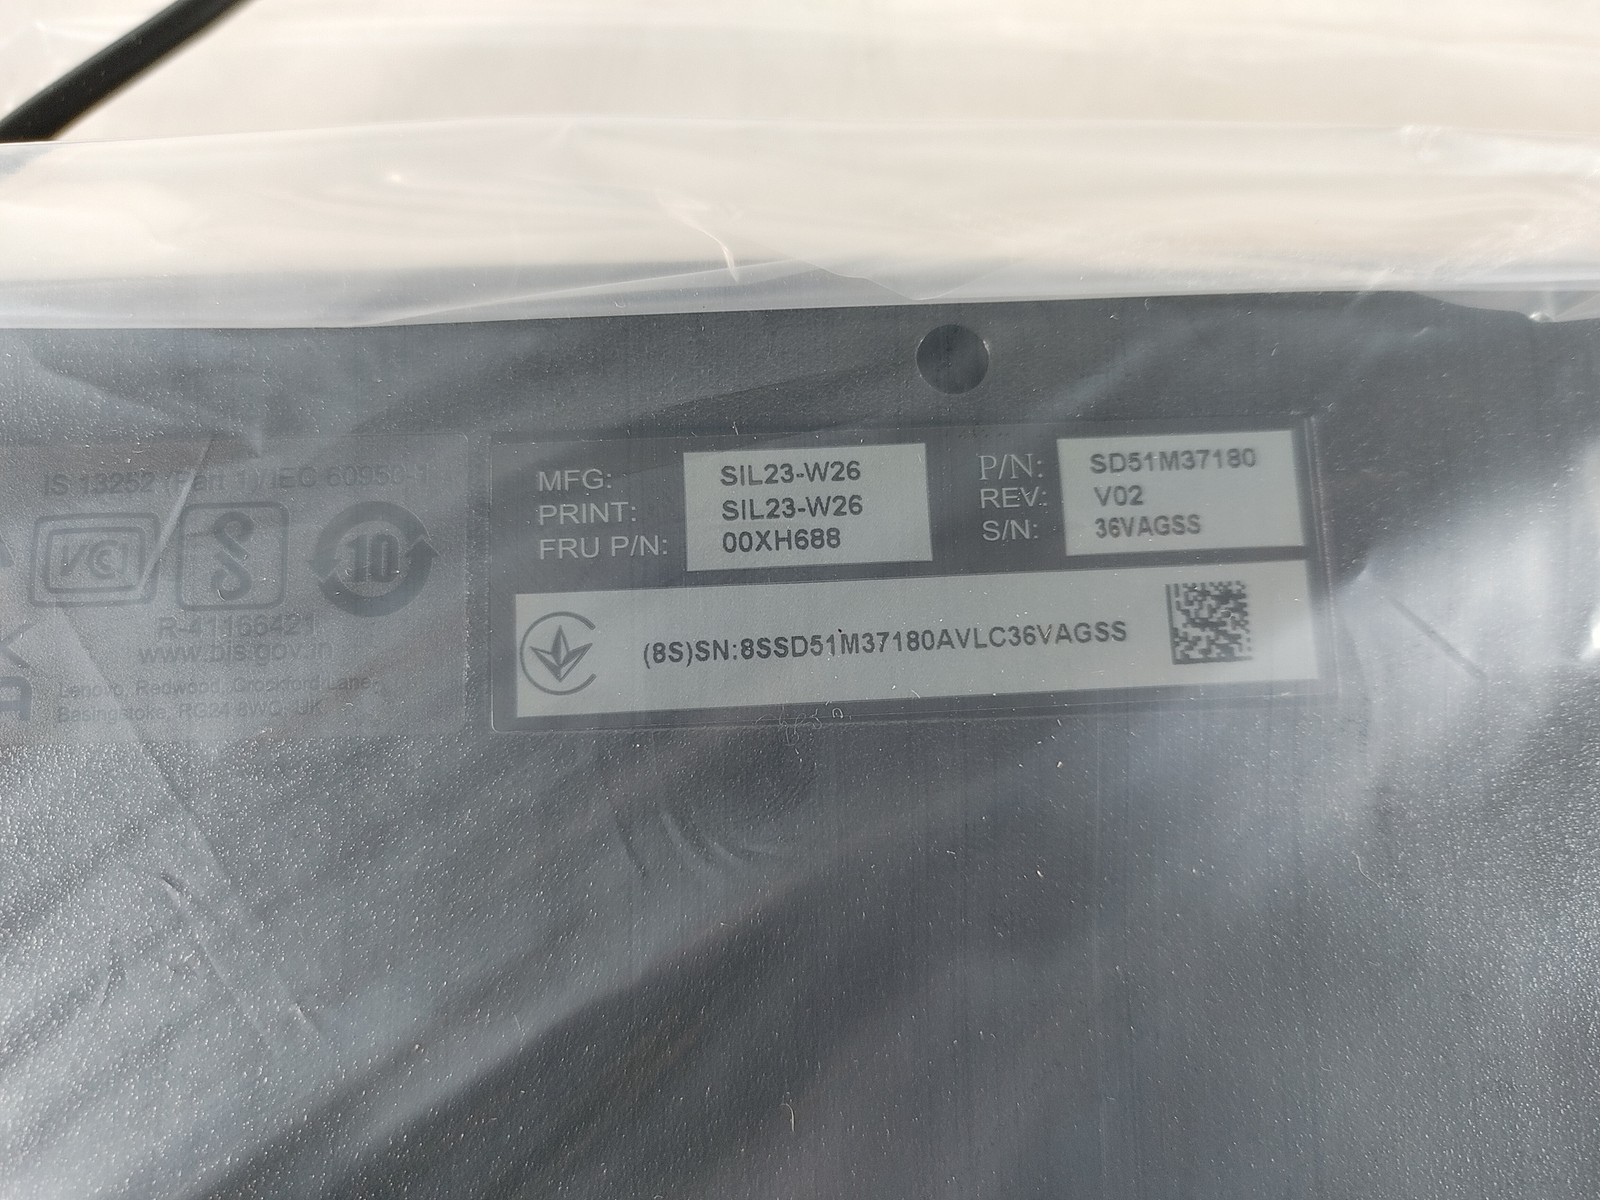 IS 13252 (Part 1)/IEC 60950-1
10
R-41166421
www.bis.gov.in
Lenovo, Redwood, Crockford Lane,
Basingstoke, RG24 8WQ, UK
MFG: SIL23-W26
PRINT: SIL23-W26
FRU P/N: 00XH688
P/N: SD51M37180
REV: V02
S/N: 36VAGSS
(8S)SN:8SSD51M37180AVLC36VAGSS